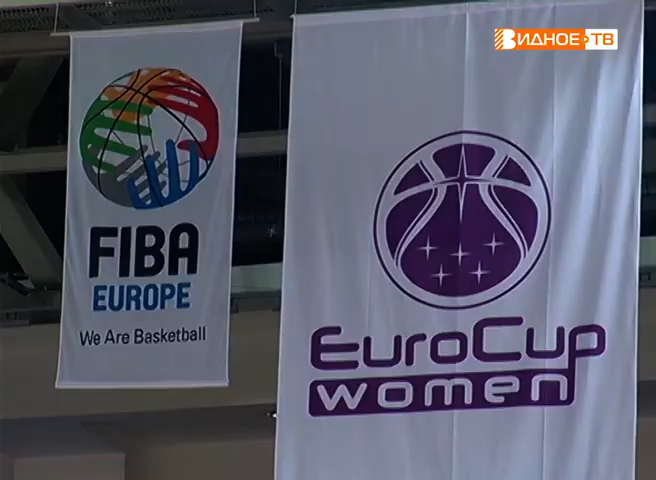 ВИДНОЕ ТВ
FIBA
EUROPE
We Are Basketball
EuroCup
women